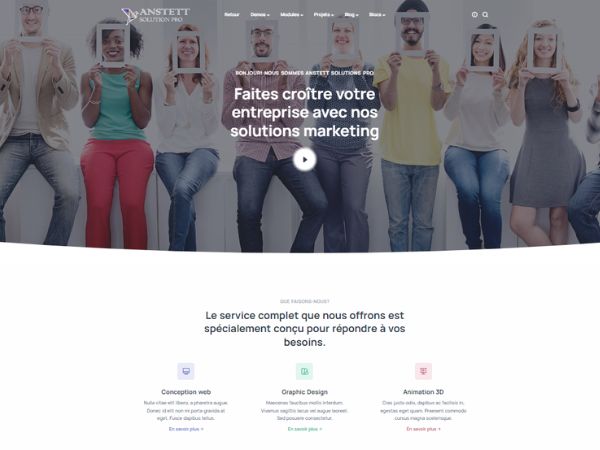 ANSTETT
SOLUTION PRO
Retour Demos Modules Projets Blog Blocs
BONJOUR! NOUS SOMMES ANSTETT SOLUTIONS PRO
Faites croître votre
entreprise avec nos
solutions marketing
QUE FAISONS-NOUS?
Le service complet que nous offrons est
spécialement conçu pour répondre à vos
besoins.
Conception web
Nulla vitae elit libero, a pharetra augue.
Donec id elit non mi porta gravida at
eget. Fusce dapibus tellus.
En savoir plus
Graphic Design
Maecenas faucibus mollis interdum.
Vivamus sagittis lacus vel augue laoreet.
Sed posuere consectetur.
En savoir plus
Animation 3D
Cras justo odio, dapibus ac facilisis in,
egestas eget quam. Praesent commodo
cursus magna scelerisque.
En savoir plus